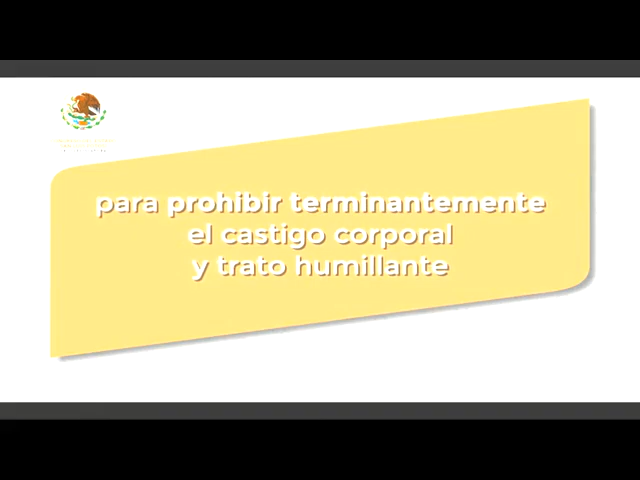 para prohibir terminantemente
el castigo corporal
y trato humillante